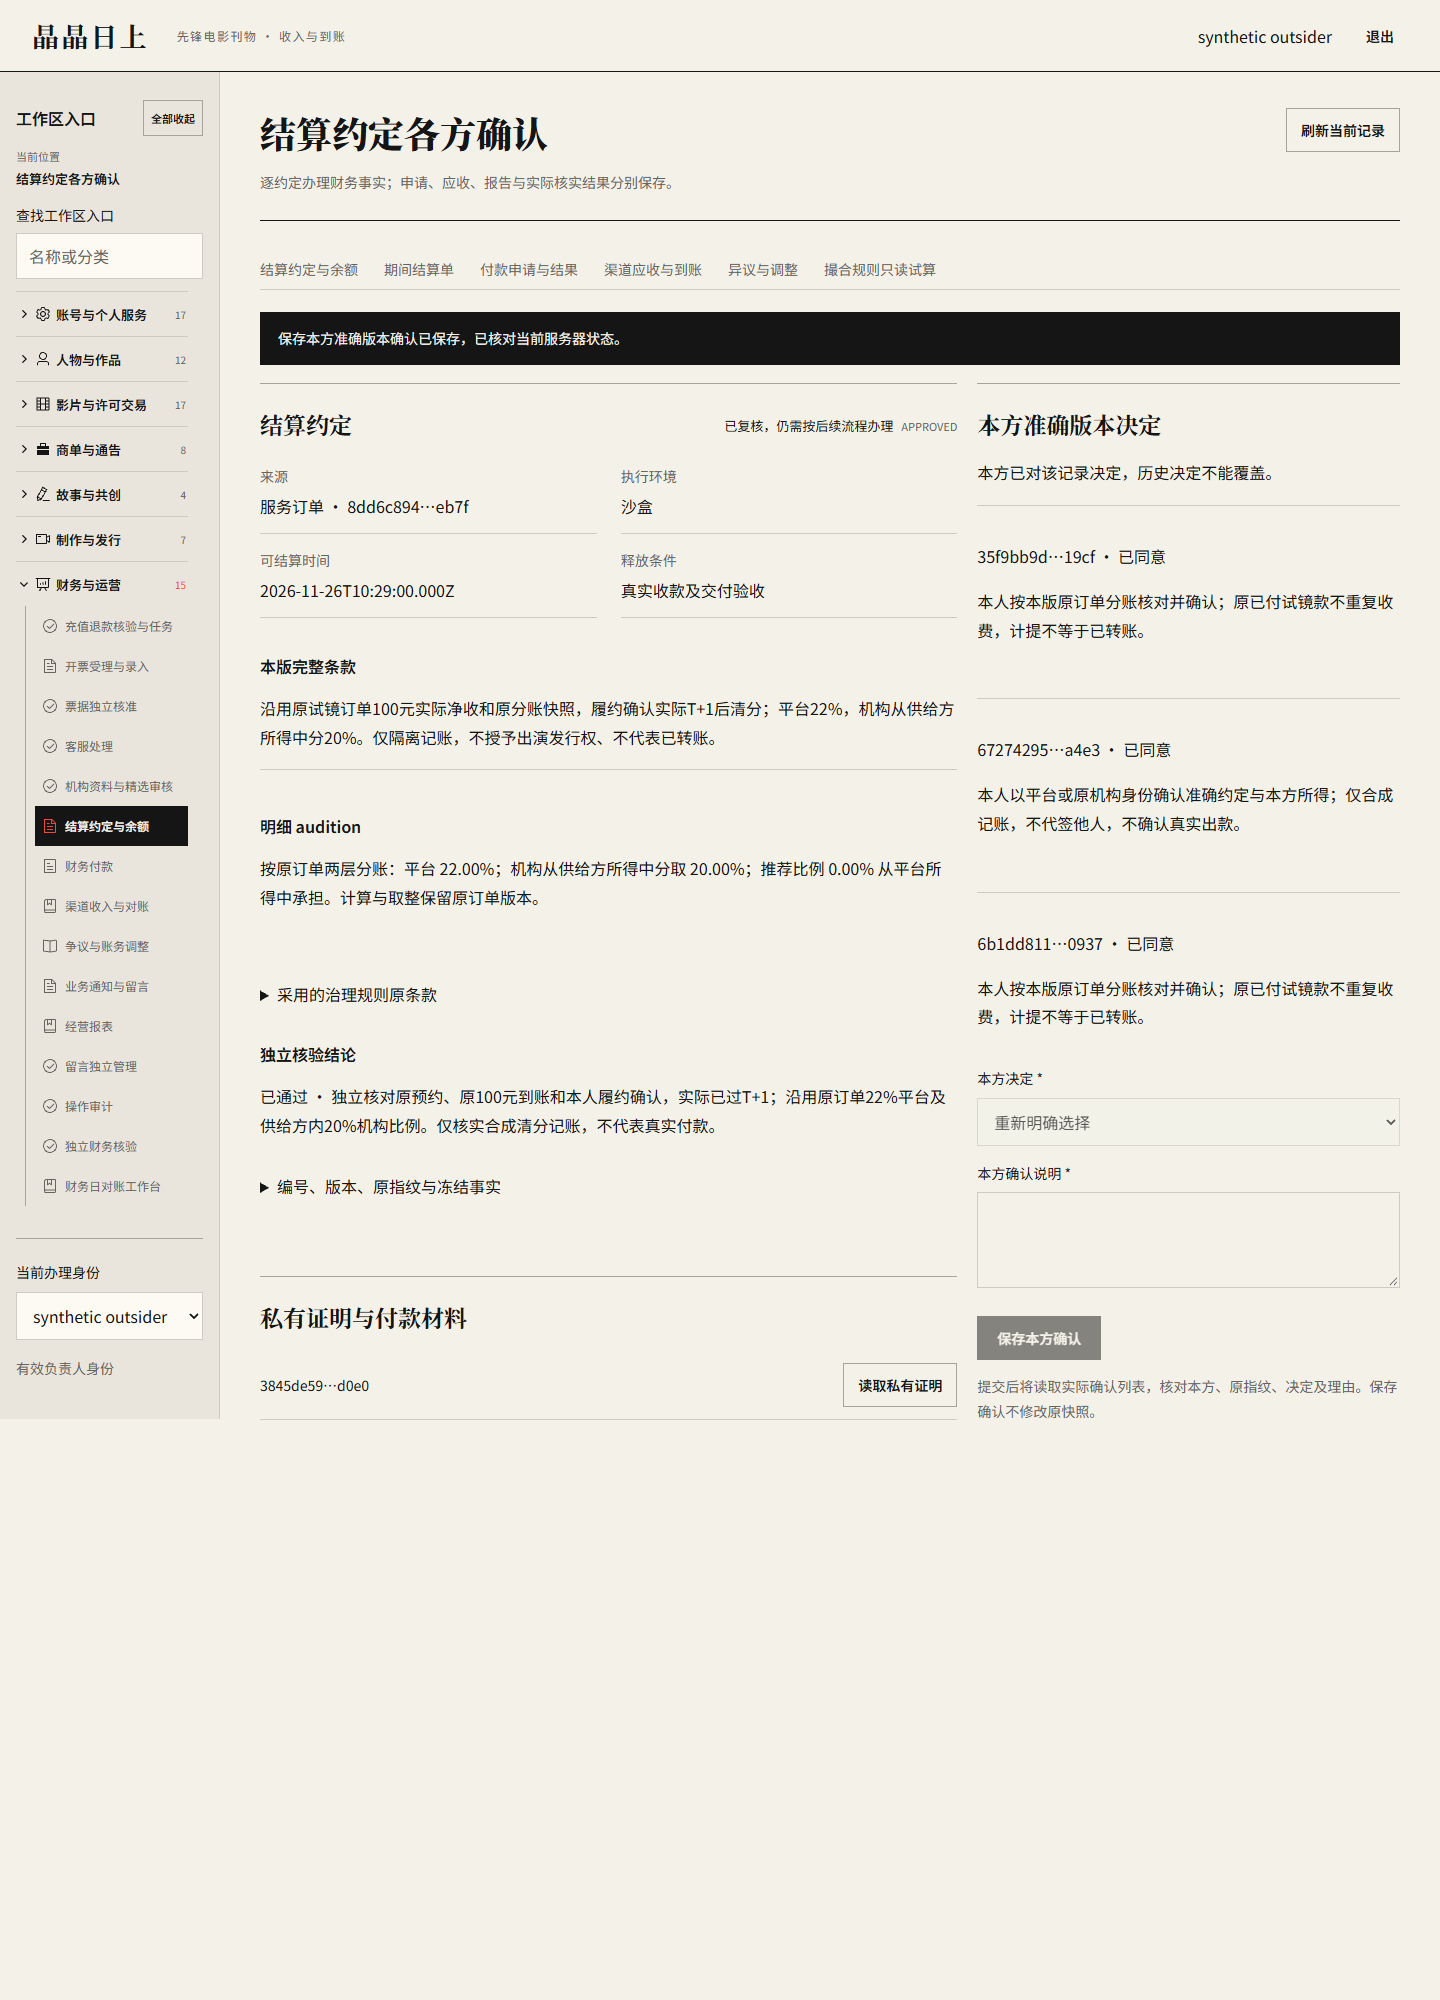 晶晶日上
先锋电影刊物 · 收入与到账
synthetic outsider
退出
工作区入口
全部收起
当前位置
结算约定各方确认
查找工作区入口
名称或分类
账号与个人服务 17
人物与作品 12
影片与许可交易 17
商单与通告 8
故事与共创 4
制作与发行 7
财务与运营 15
充值退款核验与任务
开票受理与录入
票据独立核准
客服处理
机构资料与精选审核
结算约定与余额
财务付款
渠道收入与对账
争议与账务调整
业务通知与留言
经营报表
留言独立管理
操作审计
独立财务核验
财务日对账工作台
当前办理身份
synthetic outsider
有效负责人身份
结算约定各方确认
刷新当前记录
逐约定办理财务事实；申请、应收、报告与实际核实结果分别保存。
结算约定与余额 期间结算单 付款申请与结果 渠道应收与到账 异议与调整 撮合规则只读试算
保存本方准确版本确认已保存，已核对当前服务器状态。
结算约定
已复核，仍需按后续流程办理 APPROVED
来源
服务订单 · 8dd6c894…eb7f
执行环境
沙盒
可结算时间
2026-11-26T10:29:00.000Z
释放条件
真实收款及交付验收
本版完整条款
沿用原试镜订单100元实际净收和原分账快照，履约确认实际T+1后清分；平台22%，机构从供给方
所得中分20%。仅隔离记账，不授予出演发行权、不代表已转账。
明细 audition
按原订单两层分账：平台 22.00%；机构从供给方所得中分取 20.00%；推荐比例 0.00% 从平台所
得中承担。计算与取整保留原订单版本。
采用的治理规则原条款
独立核验结论
已通过 · 独立核对原预约、原100元到账和本人履约确认，实际已过T+1；沿用原订单22%平台及
供给方内20%机构比例。仅核实合成清分记账，不代表真实付款。
编号、版本、原指纹与冻结事实
私有证明与付款材料
3845de59…d0e0
读取私有证明
本方准确版本决定
本方已对该记录决定，历史决定不能覆盖。
35f9bb9d…19cf · 已同意
本人按本版原订单分账核对并确认；原已付试镜款不重复收
费，计提不等于已转账。
67274295…a4e3 · 已同意
本人以平台或原机构身份确认准确约定与本方所得；仅合成
记账，不代签他人，不确认真实出款。
6b1dd811…0937 · 已同意
本人按本版原订单分账核对并确认；原已付试镜款不重复收
费，计提不等于已转账。
本方决定 *
重新明确选择
本方确认说明 *
保存本方确认
提交后将读取实际确认列表，核对本方、原指纹、决定及理由。保存
确认不修改原快照。